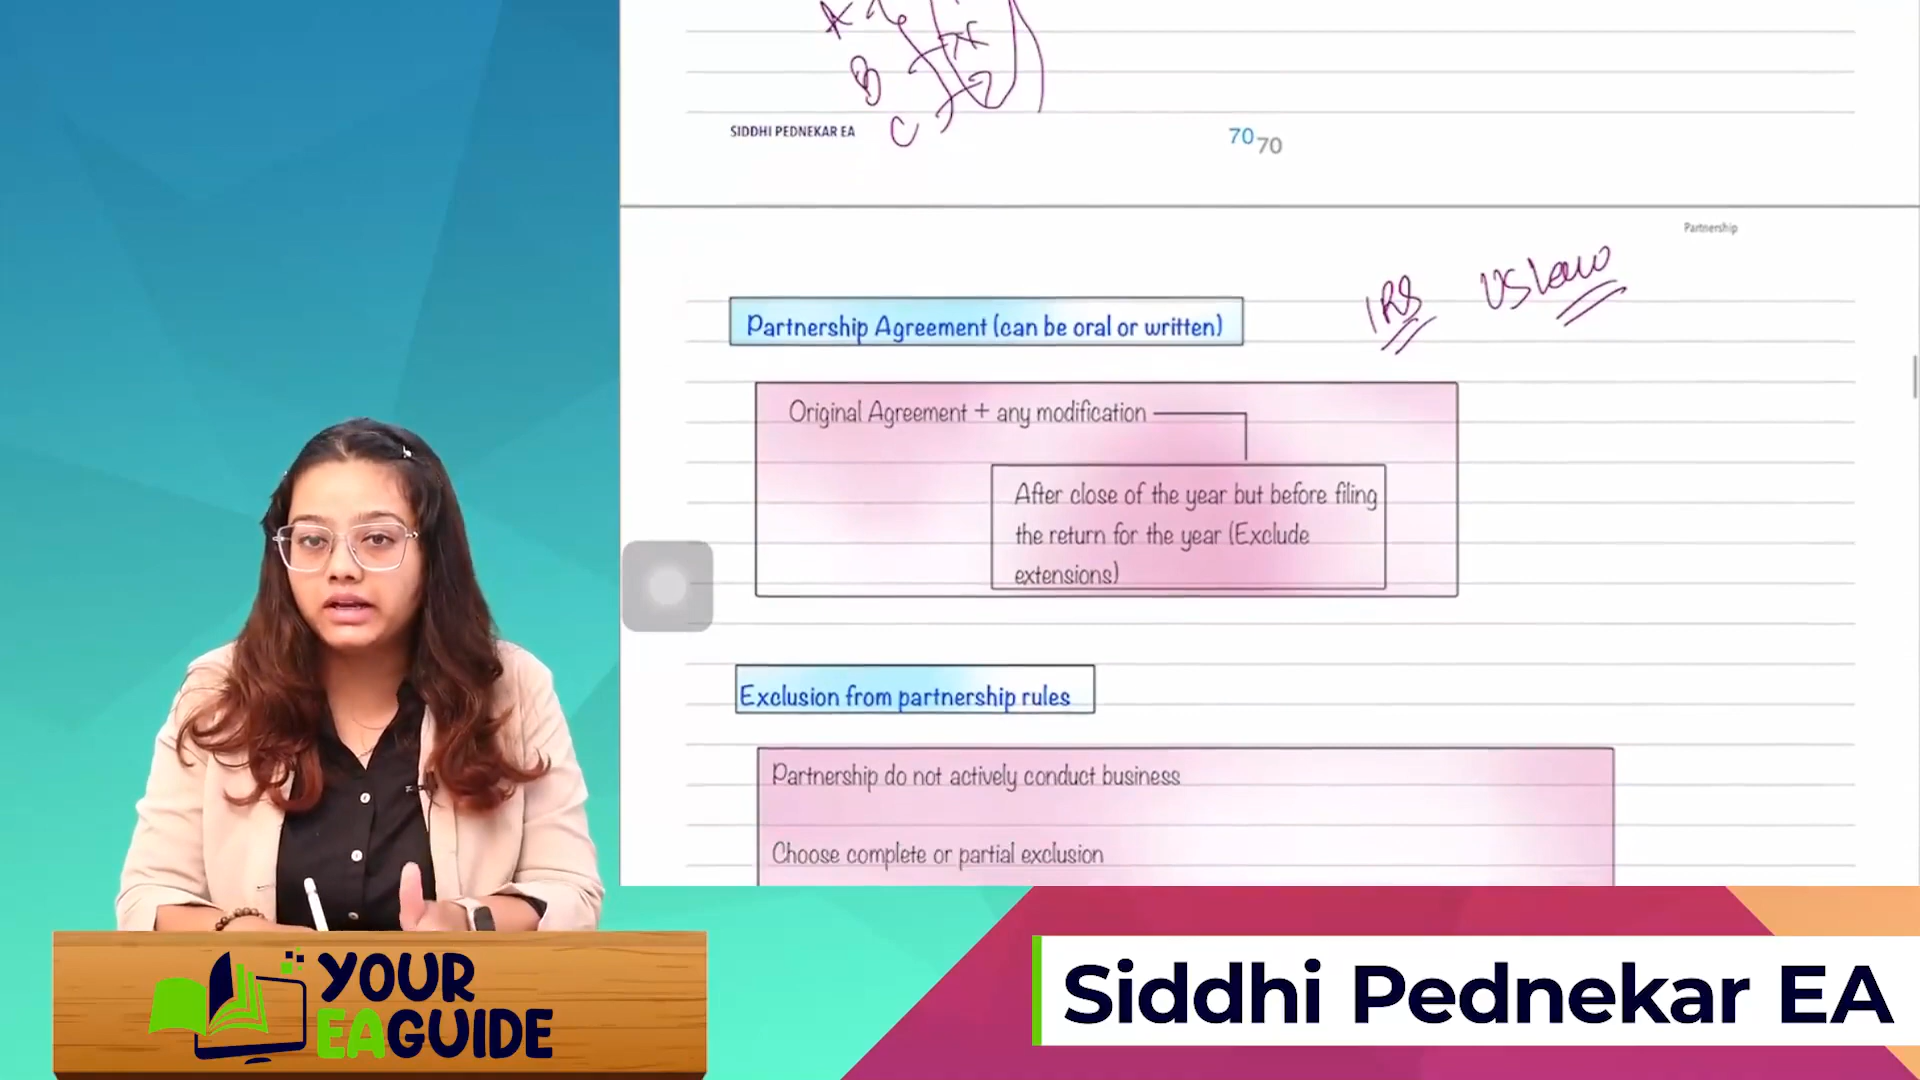 A
B
C
SIDDHI PEDNEKAR EA
70 70
Partnership
IRS US law
Partnership Agreement (can be oral or written)
Original Agreement + any modification
After close of the year but before filing
the return for the year (Exclude
extensions)
Exclusion from partnership rules
Partnership do not actively conduct business
Choose complete or partial exclusion
YOUR
EAGUIDE
Siddhi Pednekar EA